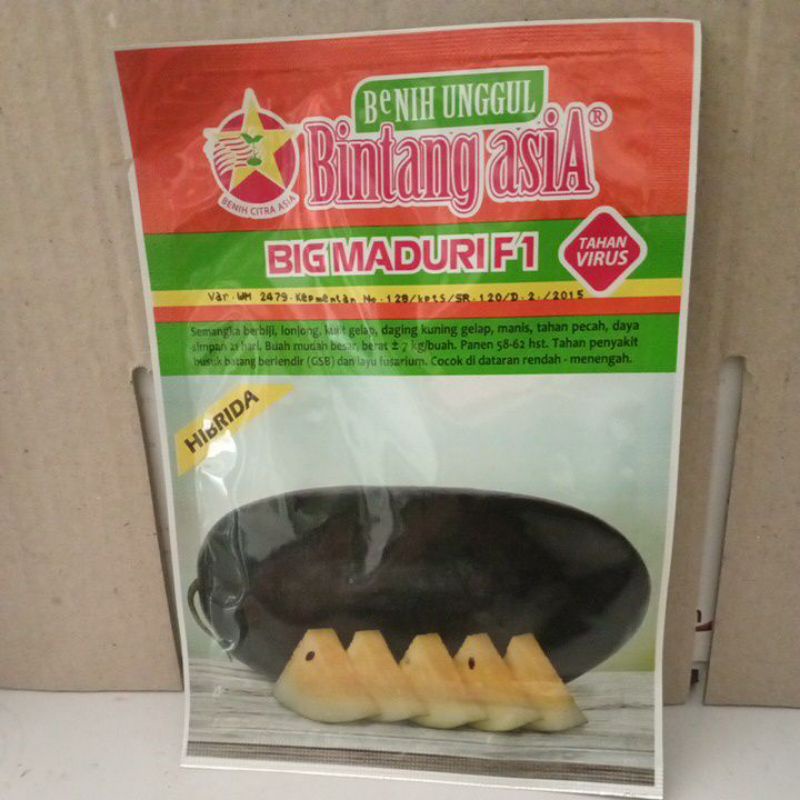 BeNIH UNGGUL
Bintang asiA®
BENIH CITRA ASIA
BIG MADURI F1
TAHAN
VIRUS
Var. WM 2479. Kepmentan No. 128/kpts/SR.120/D.2./2015
Semangka berbiji, lonjong, kulit gelap, daging kuning gelap, manis, tahan pecah, daya
simpan 21 hari. Buah mudah besar, berat ± 7 kg/buah. Panen 58-62 hst. Tahan penyakit
busuk batang berlendir (GSB) dan layu fusarium. Cocok di dataran rendah - menengah.
HIBRIDA